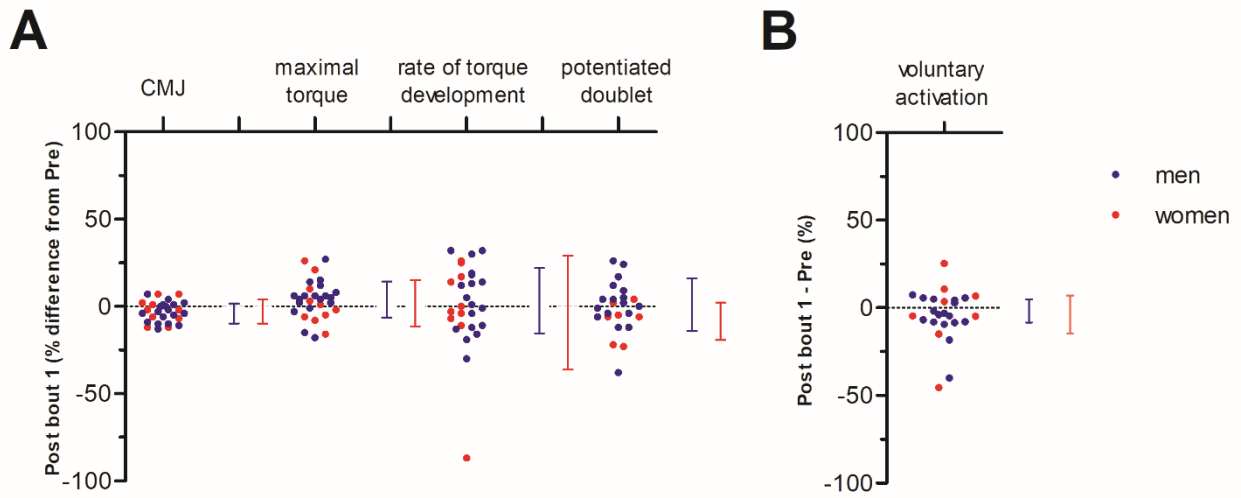 A
CMJ
maximal
torque
rate of torque
development
potentiated
doublet
Post bout 1 (% difference from Pre)
100
50
0
-50
-100
B
voluntary
activation
Post bout 1 - Pre (%)
100
50
0
-50
-100
men
women